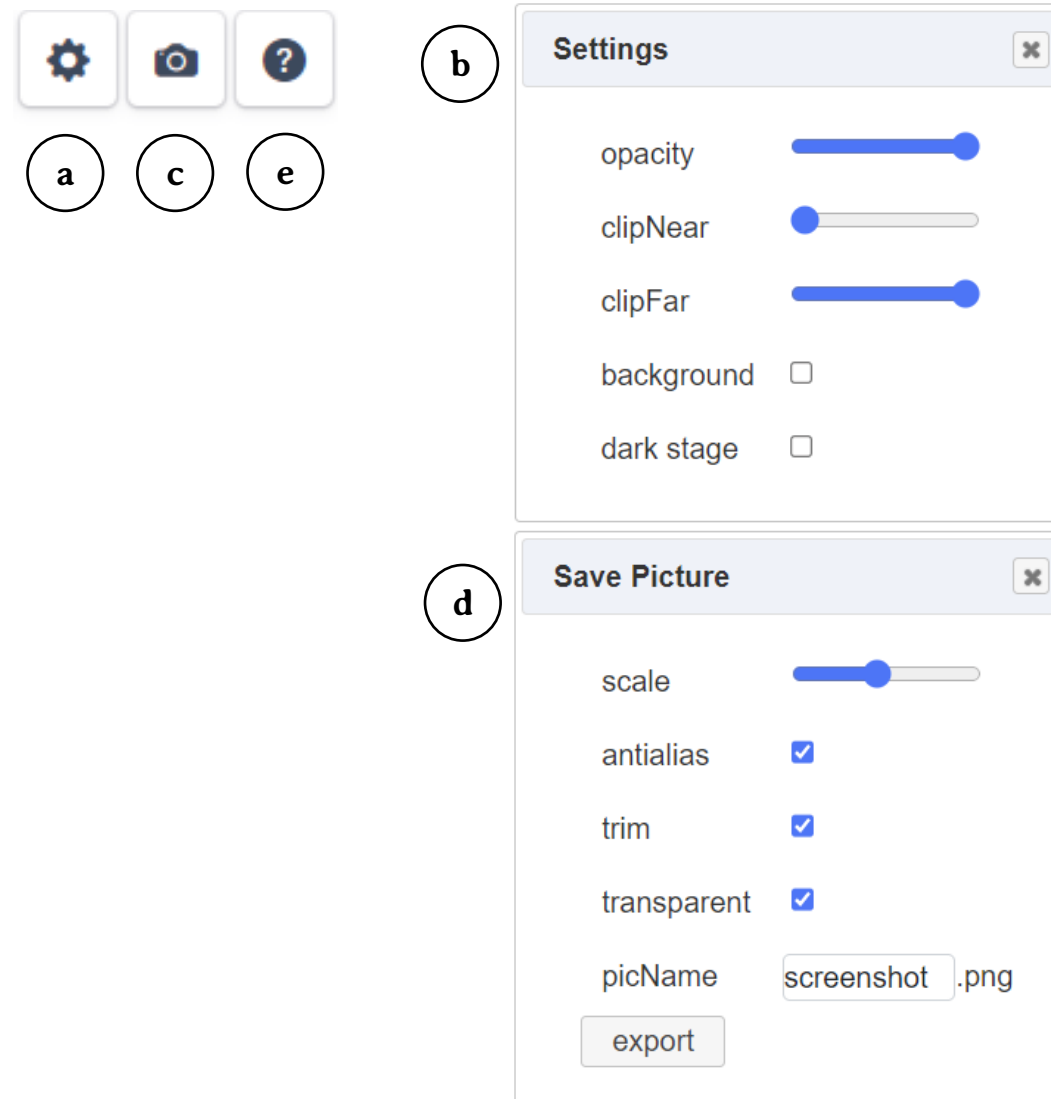 ?
a c e
b
Settings
opacity
clipNear
clipFar
background
dark stage
d
Save Picture
scale
antialias
trim
transparent
picName screenshot .png
export